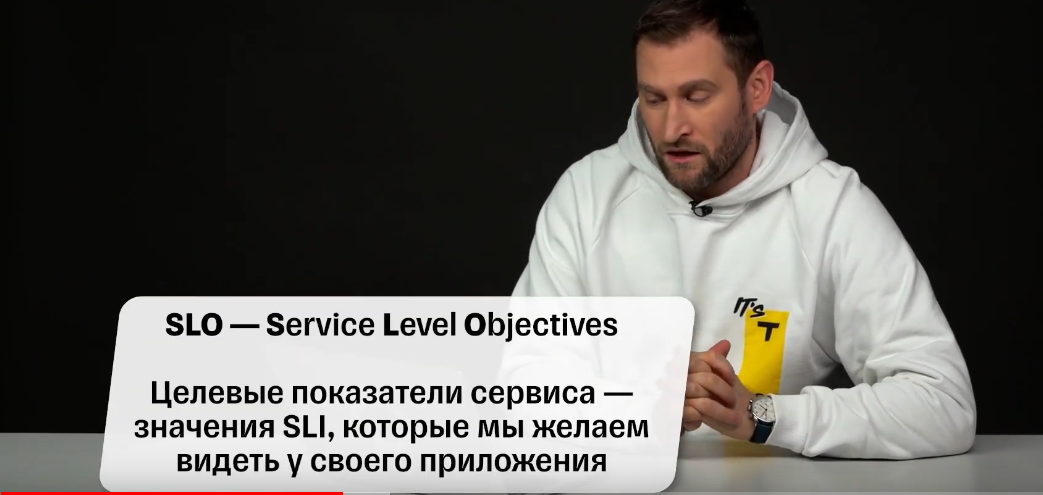 SLO — Service Level Objectives
Целевые показатели сервиса —
значения SLI, которые мы желаем
видеть у своего приложения
IT'S
T